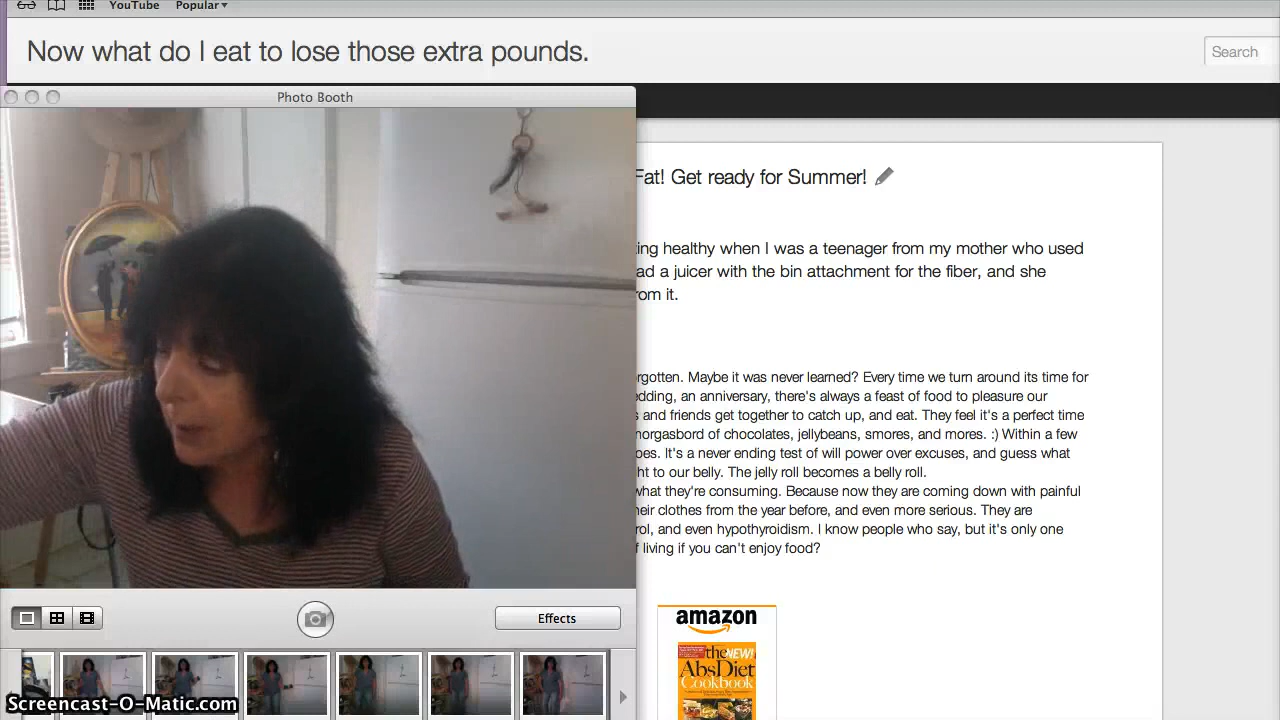 YouTube Popular▾
Now what do I eat to lose those extra pounds.
Search
Photo Booth
Fat! Get ready for Summer!
ing healthy when I was a teenager from my mother who used
ad a juicer with the bin attachment for the fiber, and she
rom it.
rgotten. Maybe it was never learned? Every time we turn around its time for
edding, an anniversary, there's always a feast of food to pleasure our
s and friends get together to catch up, and eat. They feel it's a perfect time
morgasbord of chocolates, jellybeans, smores, and mores. :) Within a few
oes. It's a never ending test of will power over excuses, and guess what
ht to our belly. The jelly roll becomes a belly roll.
what they're consuming. Because now they are coming down with painful
heir clothes from the year before, and even more serious. They are
rol, and even hypothyroidism. I know people who say, but it's only one
f living if you can't enjoy food?
Effects
amazon
the NEW!
AbsDiet
Cookbook
Screencast-O-Matic.com